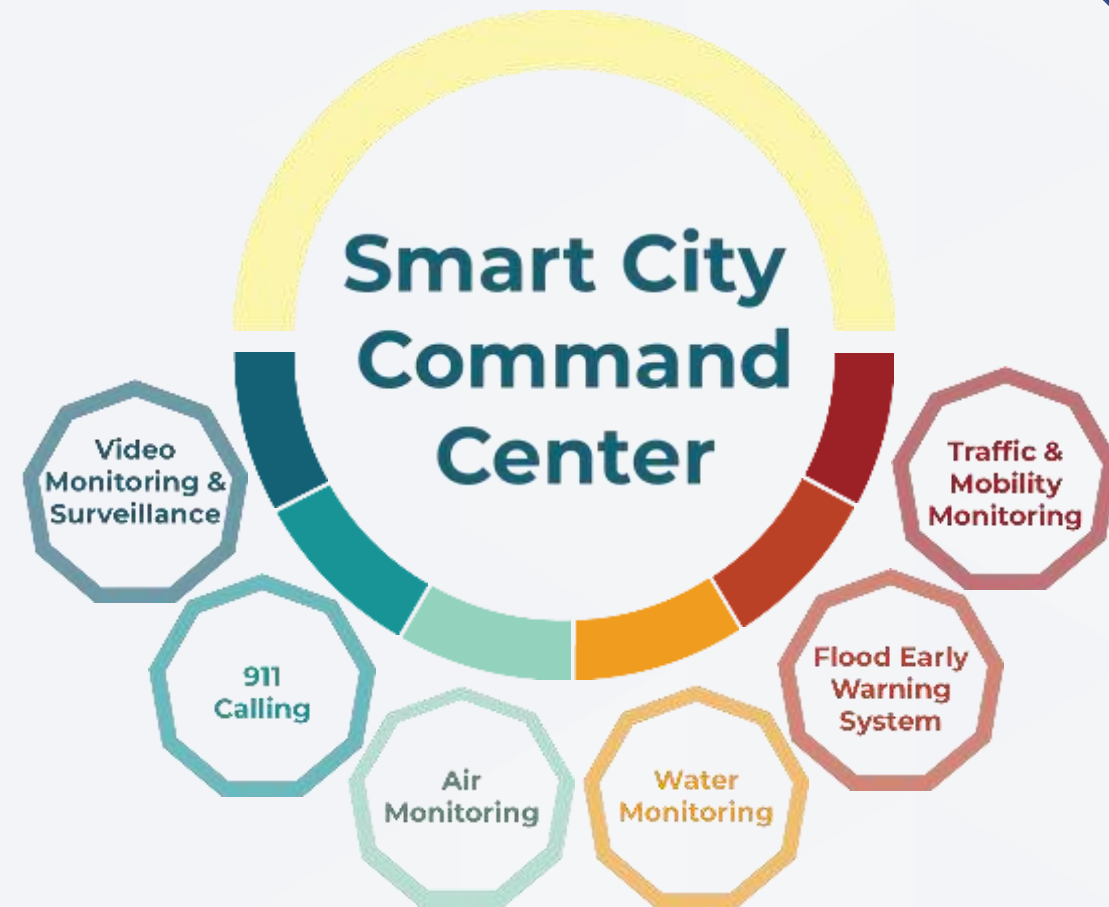 Smart City
Command
Center
Video
Monitoring &
Surveillance
911
Calling
Air
Monitoring
Water
Monitoring
Flood Early
Warning
System
Traffic &
Mobility
Monitoring